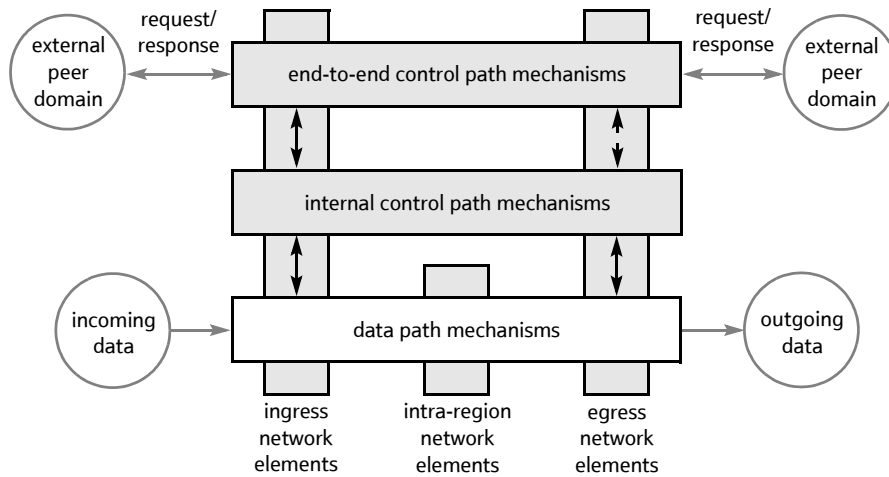 request/
response
request/
response
external
peer
domain
end-to-end control path mechanisms
external
peer
domain
internal control path mechanisms
incoming
data
data path mechanisms
outgoing
data
ingress
network
elements
intra-region
network
elements
egress
network
elements